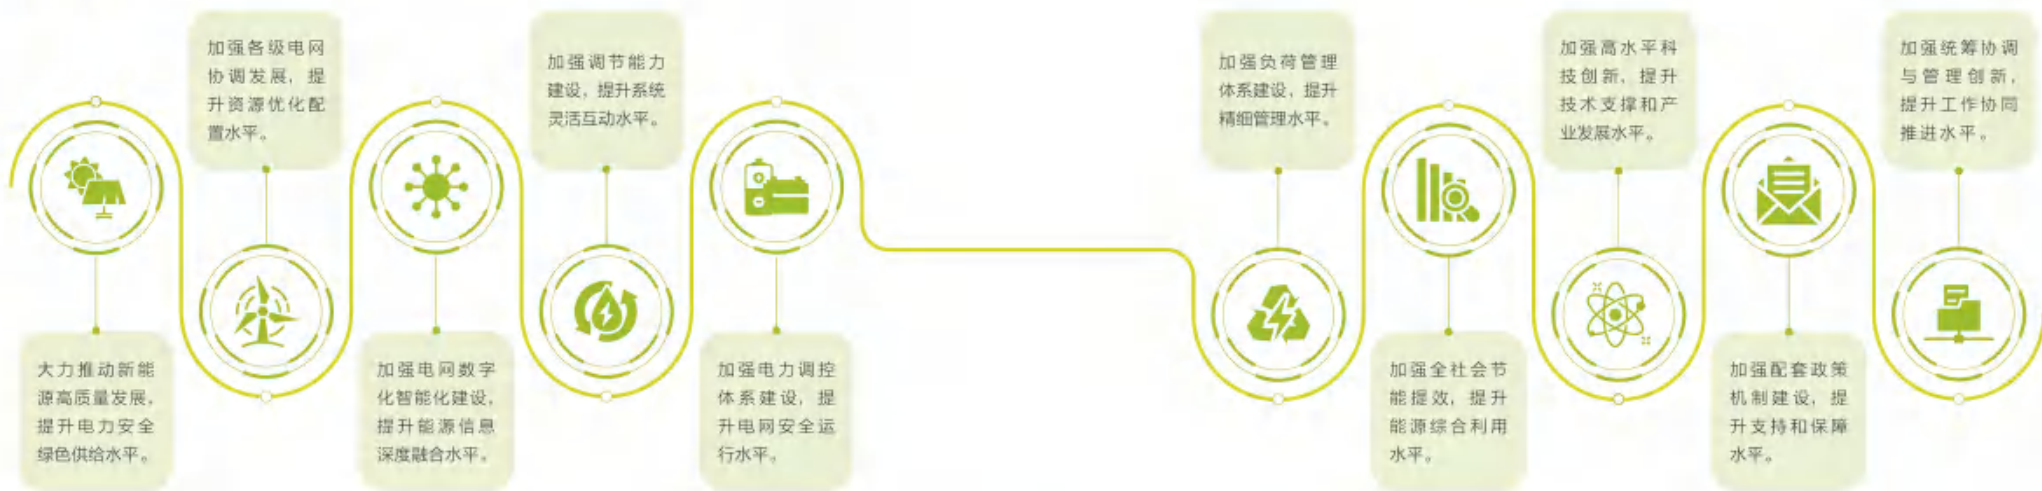 大力推动新能
源高质量发展，
提升电力安全
绿色供给水平。
加强各级电网
协调发展，提
升资源优化配
置水平。
加强电网数字
化智能化建设，
提升能源信息
深度融合水平。
加强调节能力
建设，提升系统
灵活互动水平。
加强电力调控
体系建设，提
升电网安全运
行水平。
加强负荷管理
体系建设，提升
精细管理水平。
加强全社会节
能提效，提升
能源综合利用
水平。
加强高水平科
技创新，提升
技术支撑和产
业发展水平。
加强配套政策
机制建设，提
升支持和保障
水平。
加强统筹协调
与管理创新，
提升工作协同
推进水平。